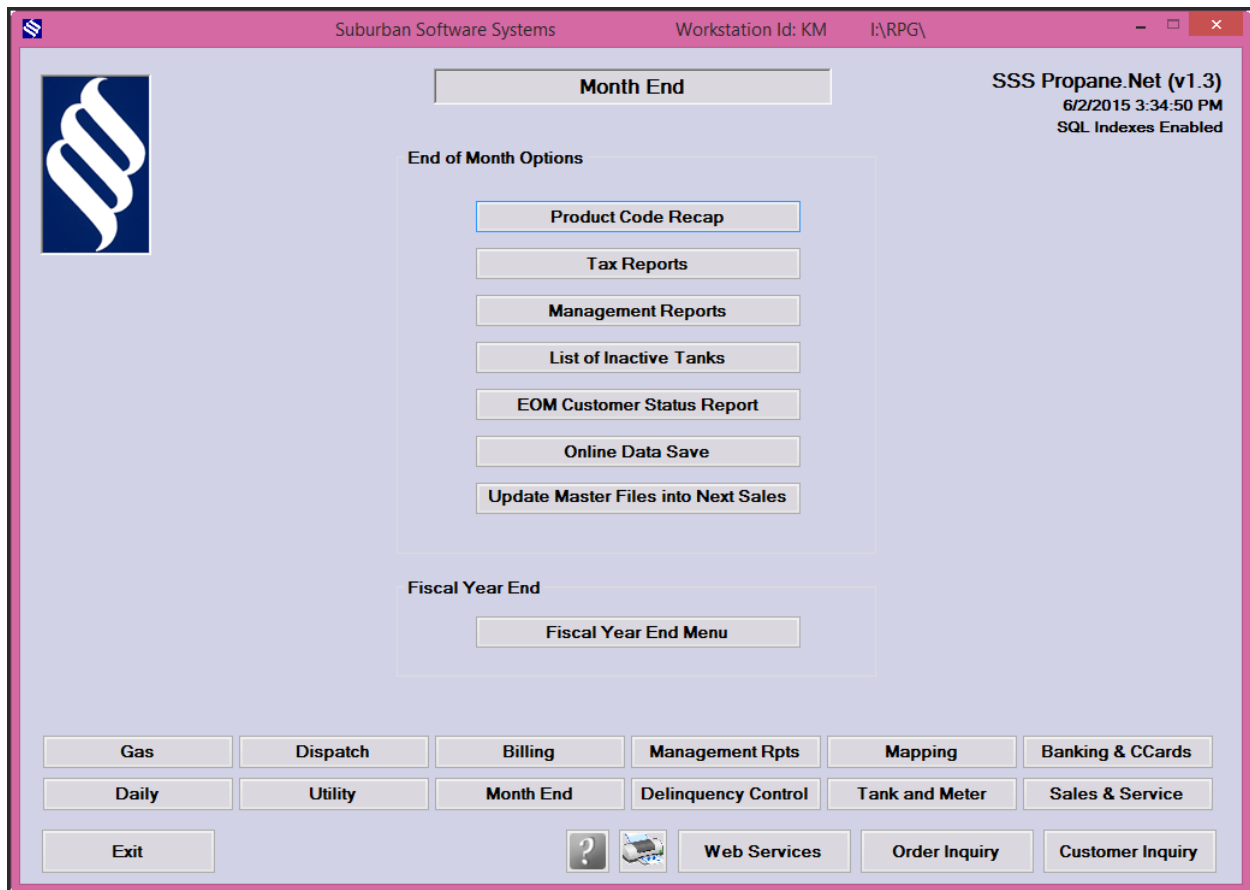 Suburban Software Systems Workstation Id: KM I:\RPG\
Month End
SSS Propane.Net (v1.3)
6/2/2015 3:34:50 PM
SQL Indexes Enabled
End of Month Options
Product Code Recap
Tax Reports
Management Reports
List of Inactive Tanks
EOM Customer Status Report
Online Data Save
Update Master Files into Next Sales
Fiscal Year End
Fiscal Year End Menu
Gas Dispatch Billing Management Rpts Mapping Banking & CCards
Daily Utility Month End Delinquency Control Tank and Meter Sales & Service
Exit ? Web Services Order Inquiry Customer Inquiry